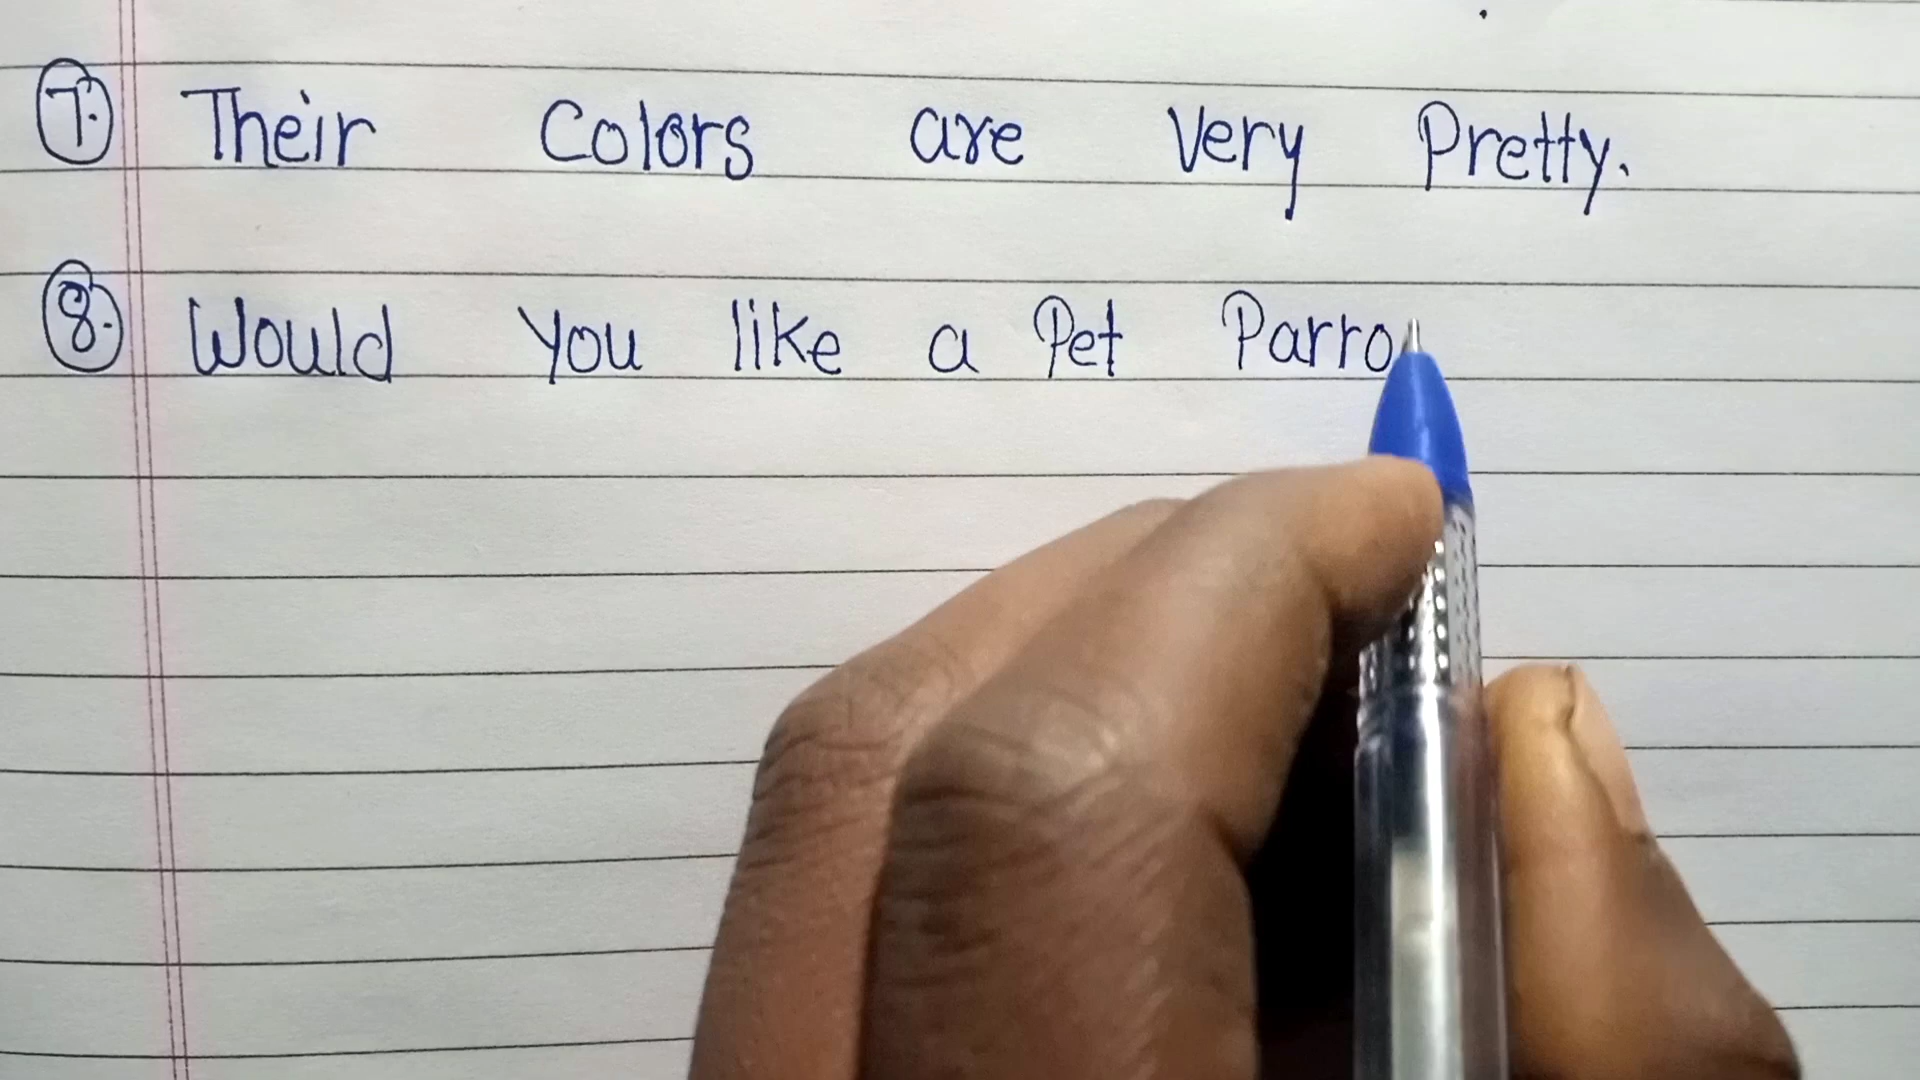 7. Their Colors are Very Pretty.
8. Would You like a Pet Parro